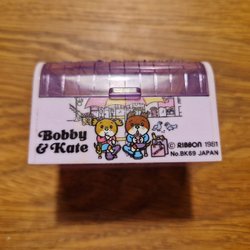 Bobby
& Kate
© RIBBON 1981
No.BK69 JAPAN